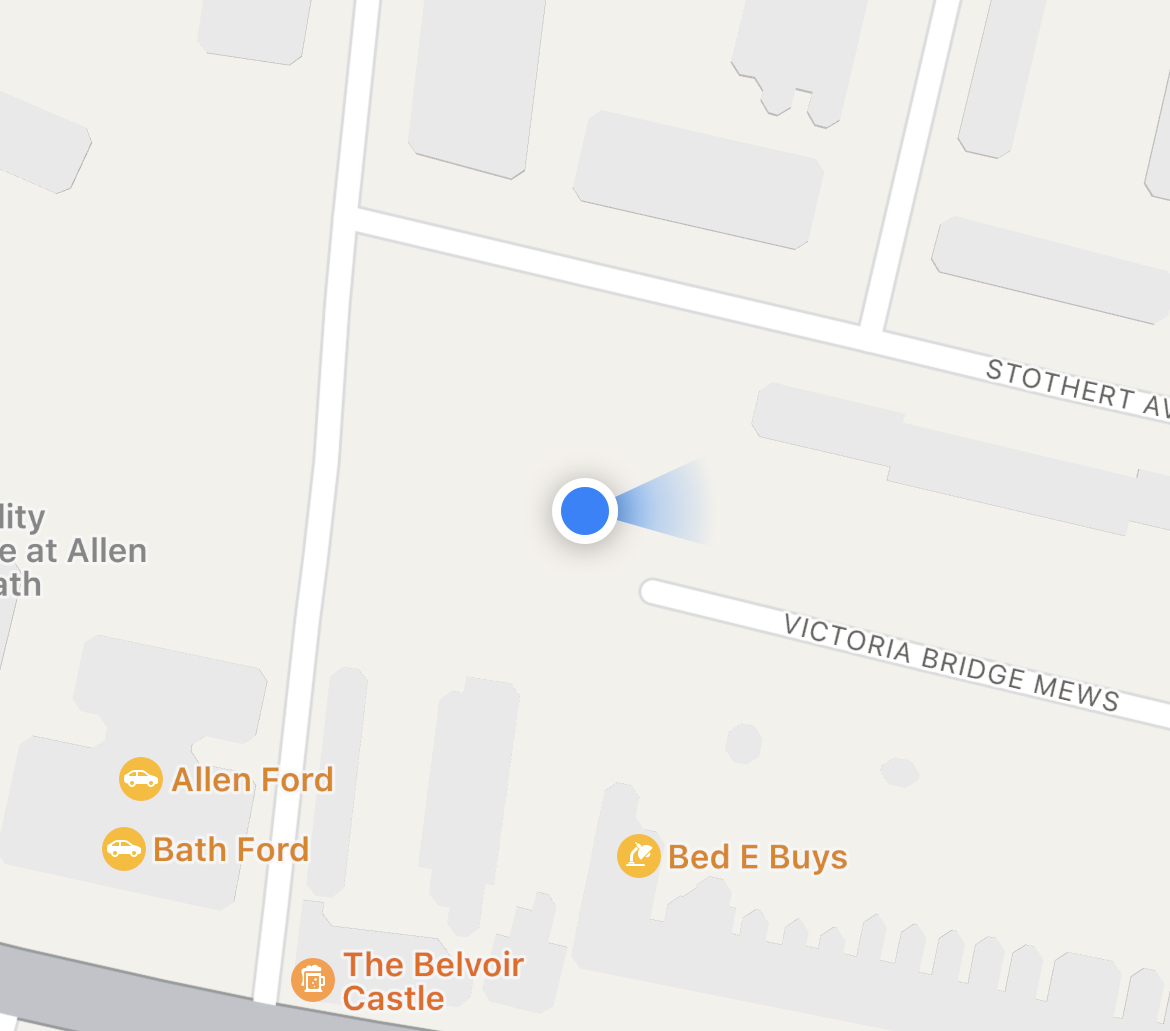 STOTHERT AV
lity
e at Allen
ath
VICTORIA BRIDGE MEWS
Allen Ford
Bath Ford
Bed E Buys
The Belvoir
Castle